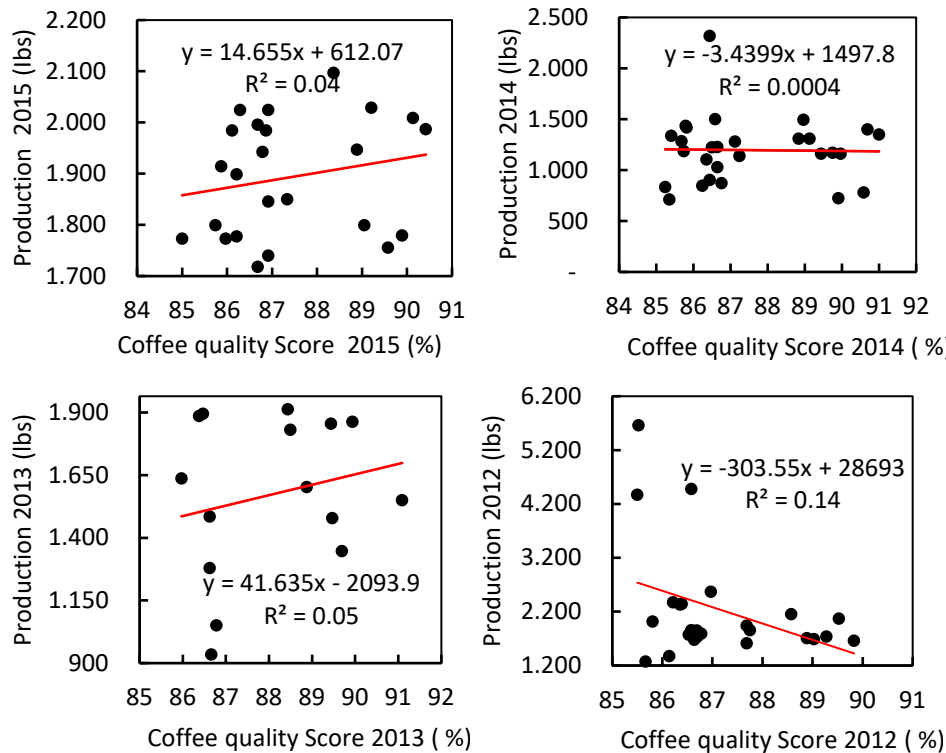 Production 2015 (lbs)
2.200
2.100
2.000
1.900
1.800
1.700
y = 14.655x + 612.07
R² = 0.04
84 85 86 87 88 89 90 91
Coffee quality Score 2015 (%)
Production 2014 (lbs)
2.500
2.000
1.500
1.000
500
-
y = -3.4399x + 1497.8
R² = 0.0004
84 85 86 87 88 89 90 91 92
Coffee quality Score 2014 ( %)
Production 2013 (lbs)
1.900
1.650
1.400
1.150
900
y = 41.635x - 2093.9
R² = 0.05
85 86 87 88 89 90 91 92
Coffee quality Score 2013 ( %)
Production 2012 (lbs)
6.200
5.200
4.200
3.200
2.200
1.200
y = -303.55x + 28693
R² = 0.14
85 86 87 88 89 90 91
Coffee quality Score 2012 ( %)